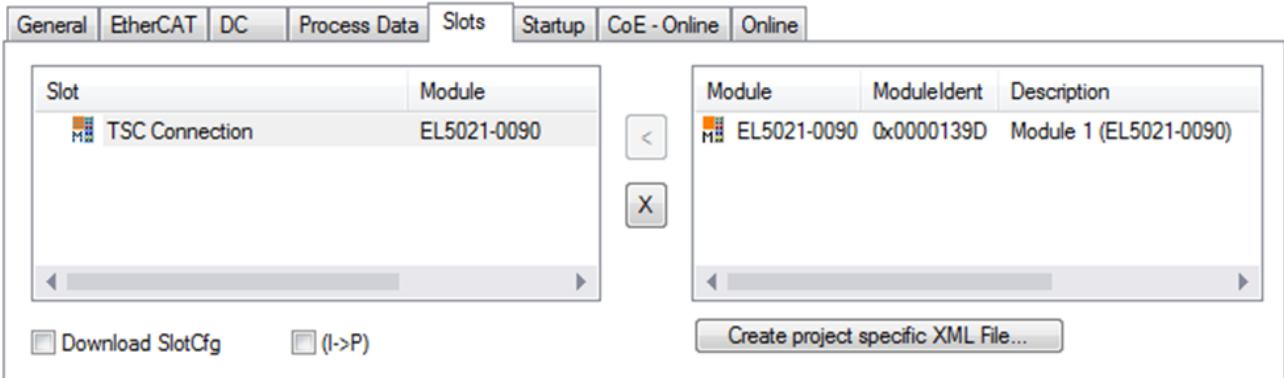 General EtherCAT DC Process Data Slots Startup CoE - Online Online
Slot Module
TSC Connection EL5021-0090
<
X
Module ModuleIdent Description
EL5021-0090 0x0000139D Module 1 (EL5021-0090)
Download SlotCfg (I->P)
Create project specific XML File...